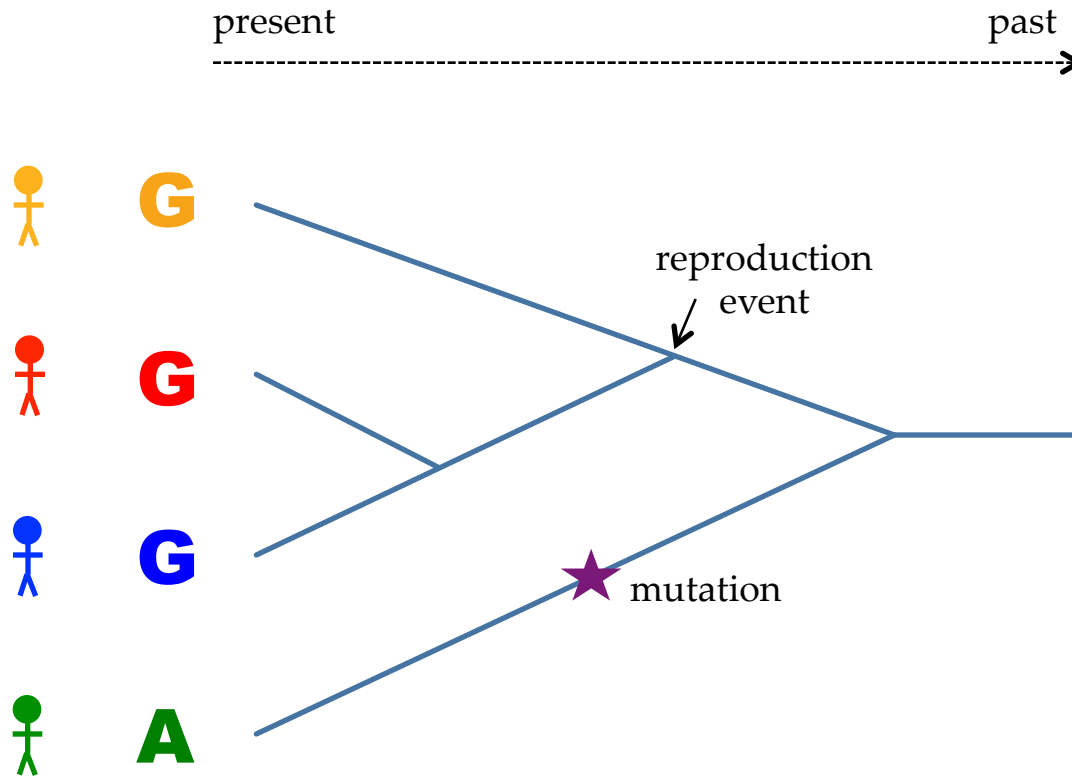 present past
G
reproduction
event
G
G
mutation
A